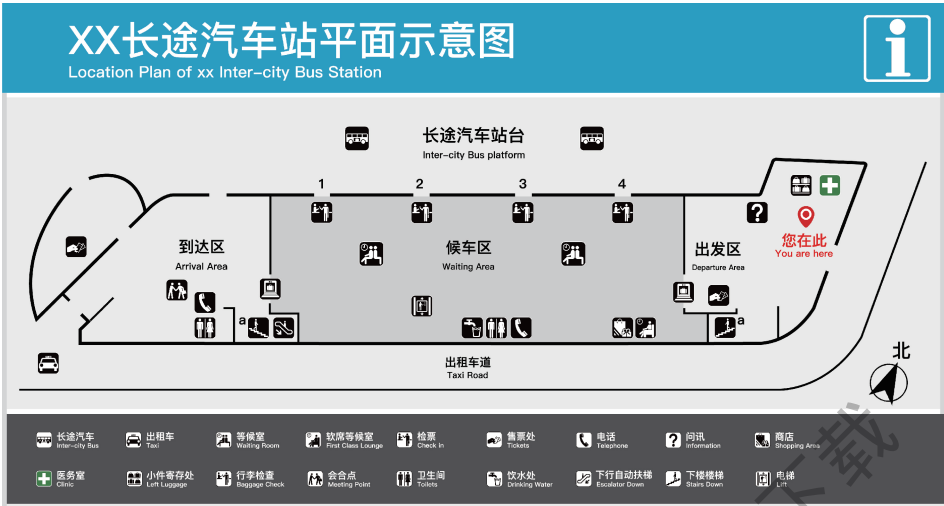 XX长途汽车站平面示意图
Location Plan of xx Inter-city Bus Station
长途汽车站台
Inter-city Bus platform
1
2
3
4
到达区
Arrival Area
候车区
Waiting Area
出发区
Departure Area
您在此
You are here
a
a
出租车道
Taxi Road
北
长途汽车
Inter-city Bus
出租车
Taxi
等候室
Waiting Room
软席等候室
First Class Lounge
检票
Check In
售票处
Tickets
电话
Telephone
问讯
Information
商店
Shopping Area
医务室
Clinic
小件寄存处
Left Luggage
行李检查
Baggage Check
会合点
Meeting Point
卫生间
Toilets
饮水处
Drinking Water
下行自动扶梯
Escalator Down
下楼楼梯
Stairs Down
电梯
Lift
下载